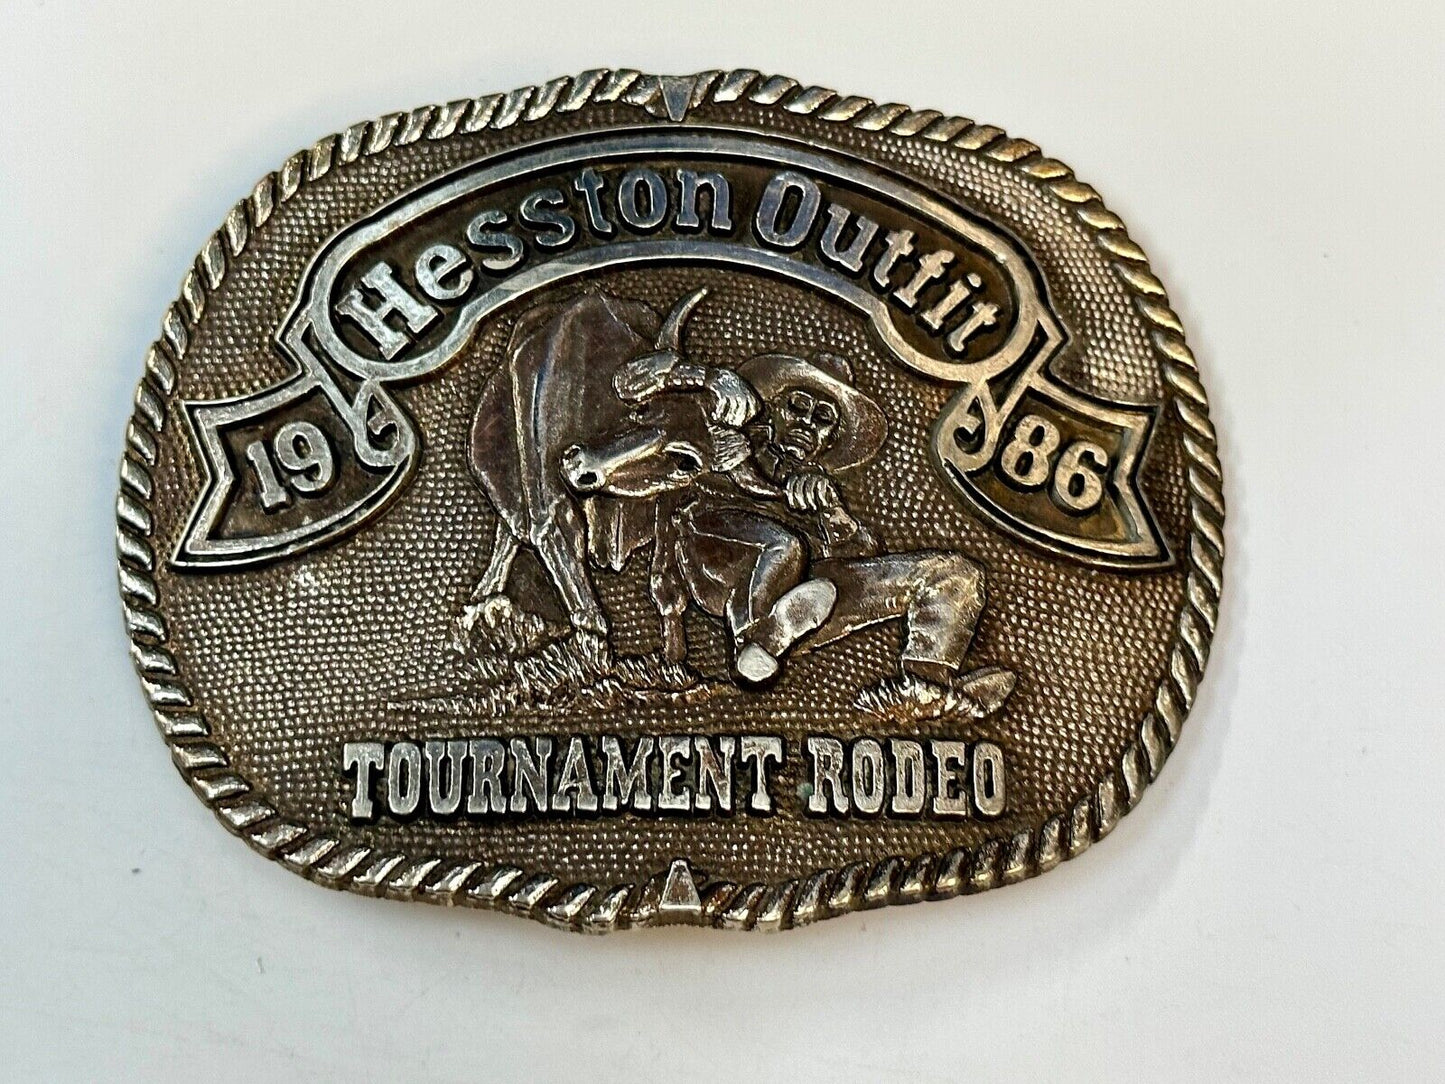 Hesston Outfit
19 86
TOURNAMENT RODEO